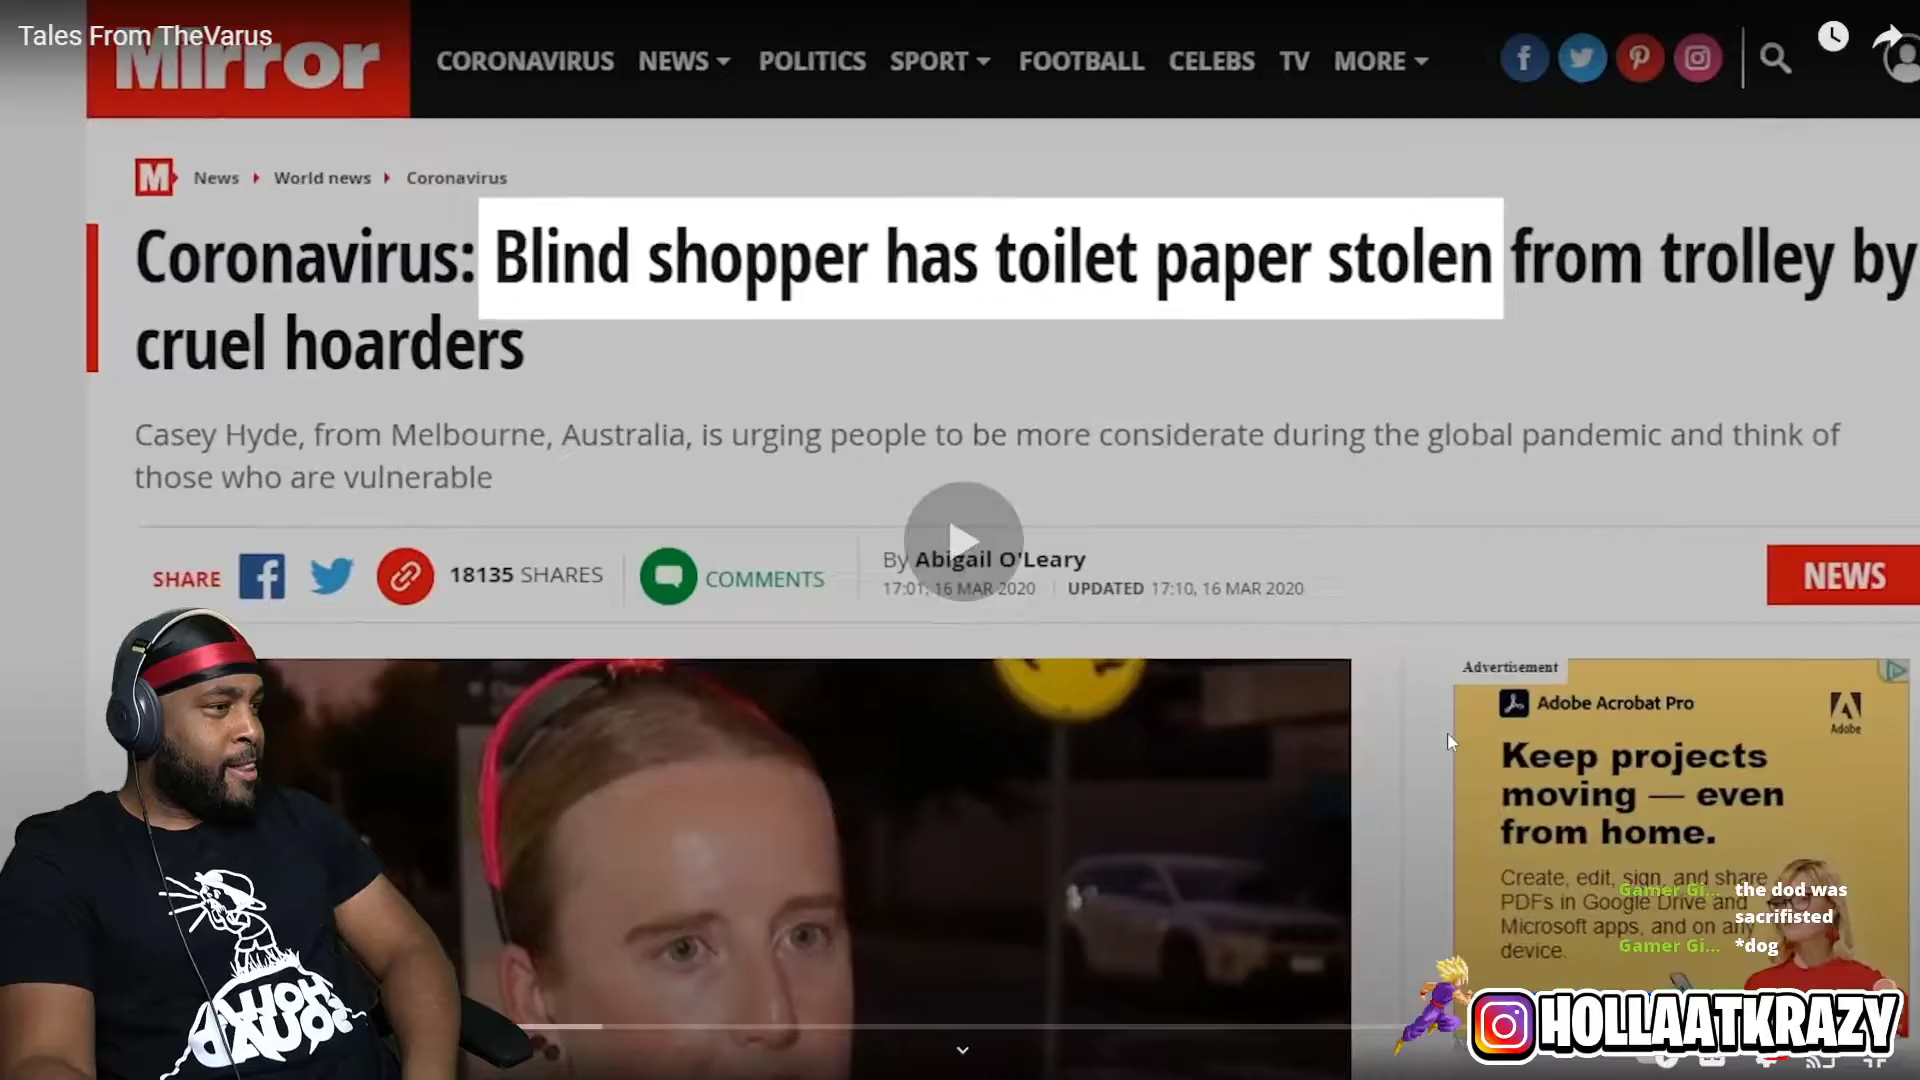 Tales From TheVarus
Mirror
CORONAVIRUS NEWS POLITICS SPORT FOOTBALL CELEBS TV MORE
News World news Coronavirus
Coronavirus: Blind shopper has toilet paper stolen from trolley by
cruel hoarders
Casey Hyde, from Melbourne, Australia, is urging people to be more considerate during the global pandemic and think of
those who are vulnerable
SHARE 18135 SHARES COMMENTS
By Abigail O'Leary
17:01, 16 MAR 2020 UPDATED 17:10, 16 MAR 2020
NEWS
Advertisement
Adobe Acrobat Pro
Adobe
Keep projects
moving — even
from home.
Create, edit, sign, and share
PDFs in Google Drive and
Microsoft apps, and on any
device.
Gamer Gi... the dod was
sacrifisted
Gamer Gi... *dog
HOLLAATKRAZY